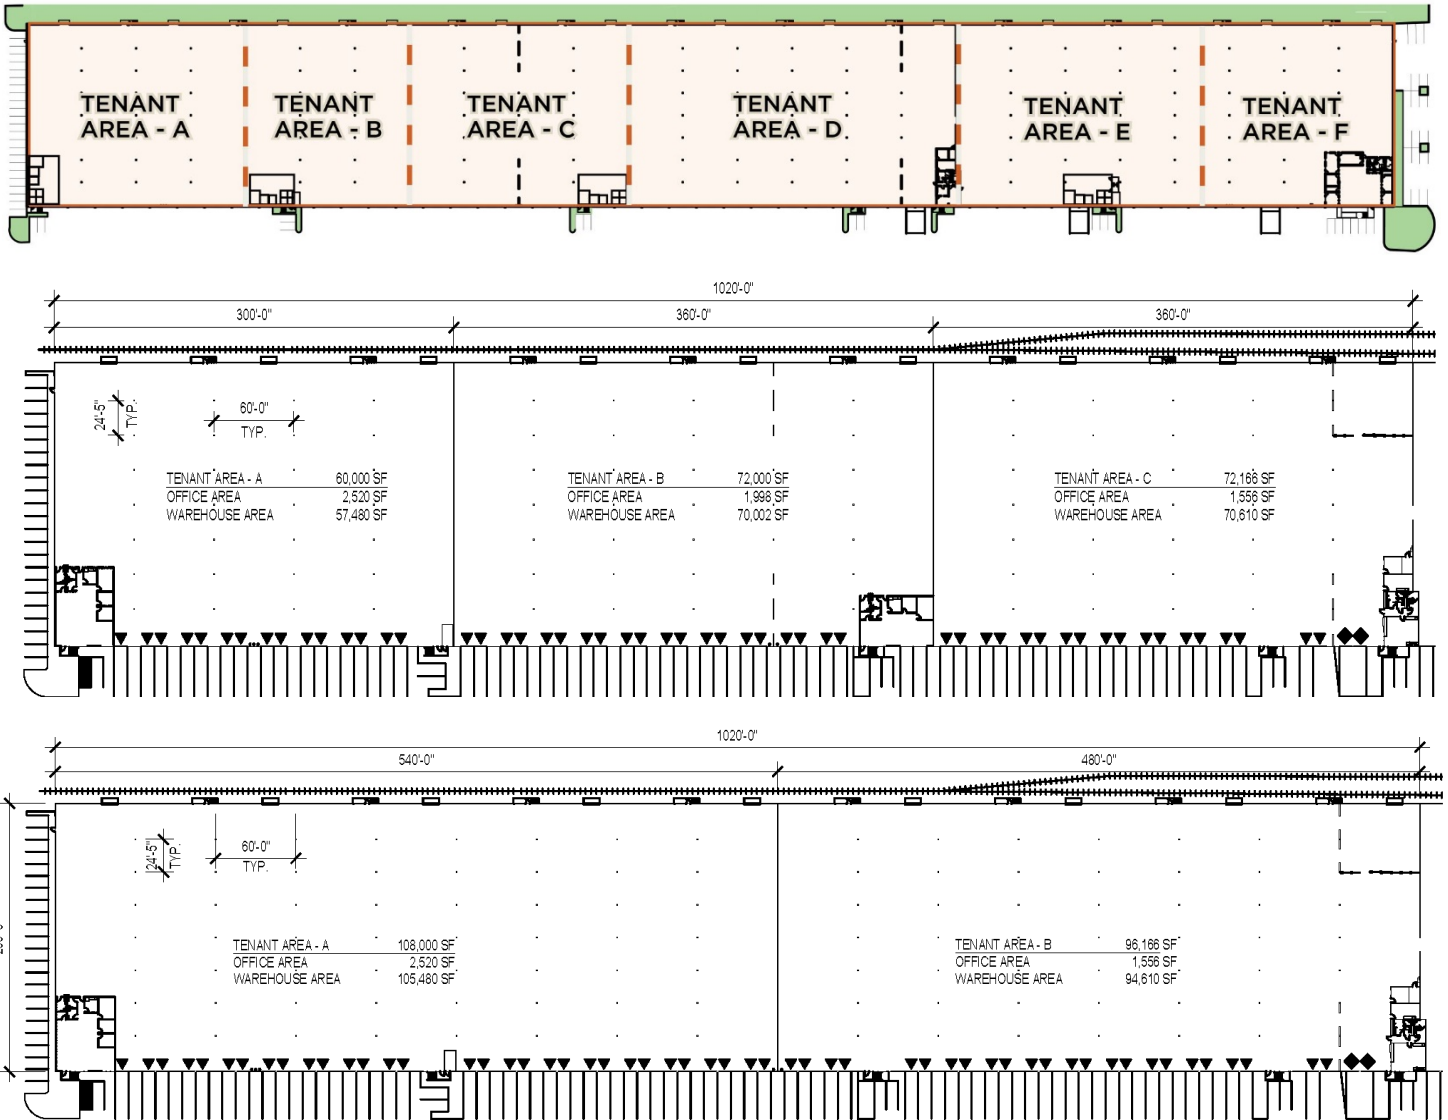 TENANT
AREA - A
TENANT
AREA - B
TENANT
AREA - C
TENANT
AREA - D
TENANT
AREA - E
TENANT
AREA - F
1020'-0"
300'-0"
360'-0"
360'-0"
24'-5"
TYP.
60'-0"
TYP.
TENANT AREA - A 60,000 SF
OFFICE AREA 2,520 SF
WAREHOUSE AREA 57,480 SF
TENANT AREA - B 72,000 SF
OFFICE AREA 1,998 SF
WAREHOUSE AREA 70,002 SF
TENANT AREA - C 72,166 SF
OFFICE AREA 1,556 SF
WAREHOUSE AREA 70,610 SF
1020'-0"
540'-0"
480'-0"
24'-5"
TYP.
60'-0"
TYP.
TENANT AREA - A 108,000 SF
OFFICE AREA 2,520 SF
WAREHOUSE AREA 105,480 SF
TENANT AREA - B 96,166 SF
OFFICE AREA 1,556 SF
WAREHOUSE AREA 94,610 SF